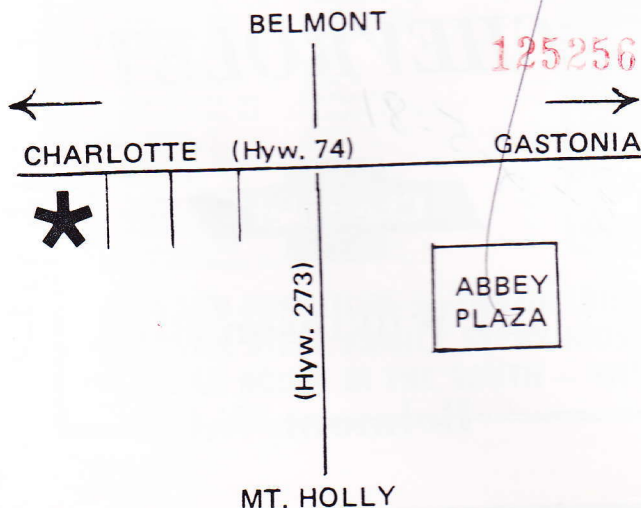 BELMONT
125256
CHARLOTTE (Hyw. 74) GASTONIA
(Hyw. 273)
ABBEY
PLAZA
MT. HOLLY